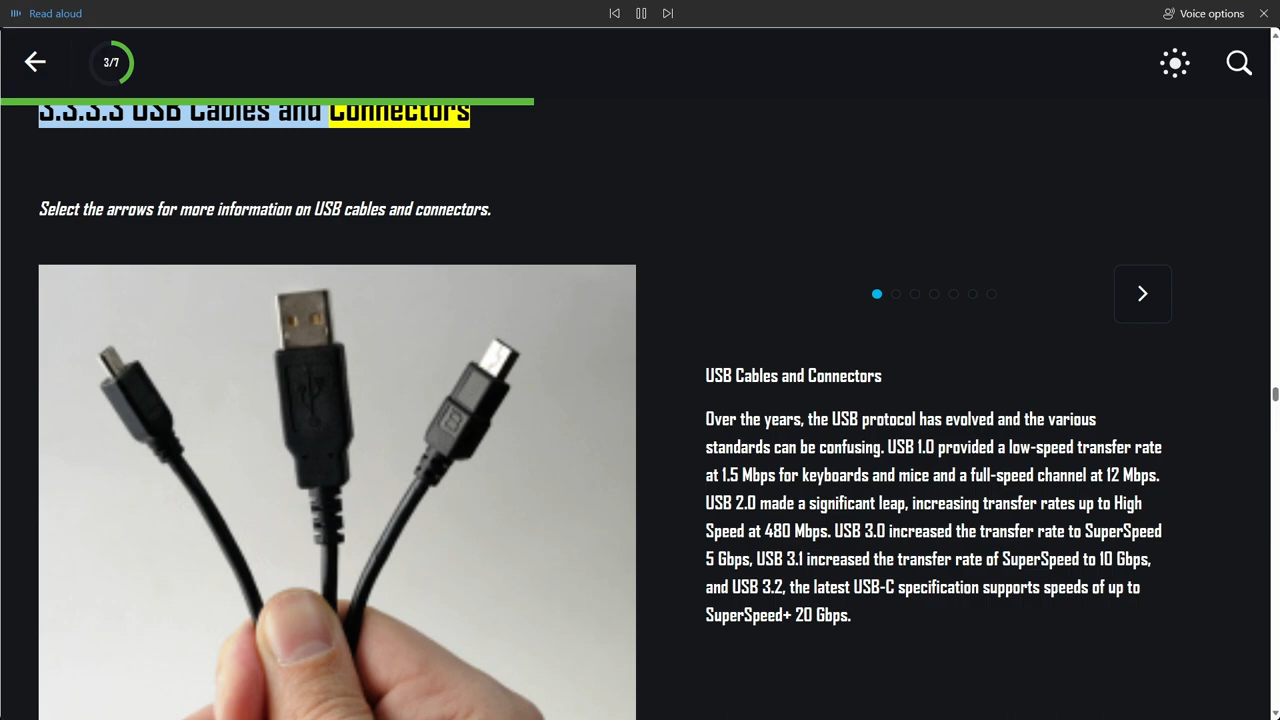 Read aloud
Voice options
3/7
3.3.3.3 USB Cables and Connectors
Select the arrows for more information on USB cables and connectors.
B
USB Cables and Connectors
Over the years, the USB protocol has evolved and the various
standards can be confusing. USB 1.0 provided a low-speed transfer rate
at 1.5 Mbps for keyboards and mice and a full-speed channel at 12 Mbps.
USB 2.0 made a significant leap, increasing transfer rates up to High
Speed at 480 Mbps. USB 3.0 increased the transfer rate to SuperSpeed
5 Gbps, USB 3.1 increased the transfer rate of SuperSpeed to 10 Gbps,
and USB 3.2, the latest USB-C specification supports speeds of up to
SuperSpeed+ 20 Gbps.